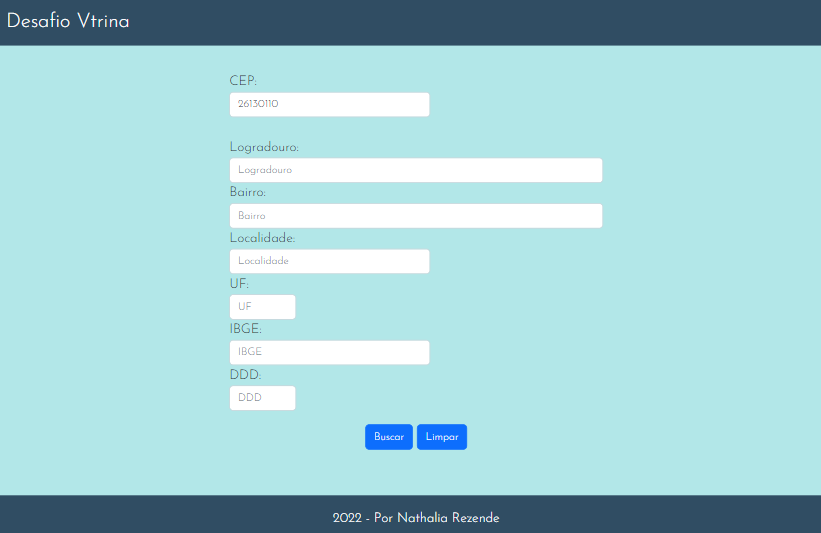 Desafio Vtrina
CEP:
26130110
Logradouro:
Logradouro
Bairro:
Bairro
Localidade:
Localidade
UF:
UF
IBGE:
IBGE
DDD:
DDD
Buscar Limpar
2022 - Por Nathalia Rezende